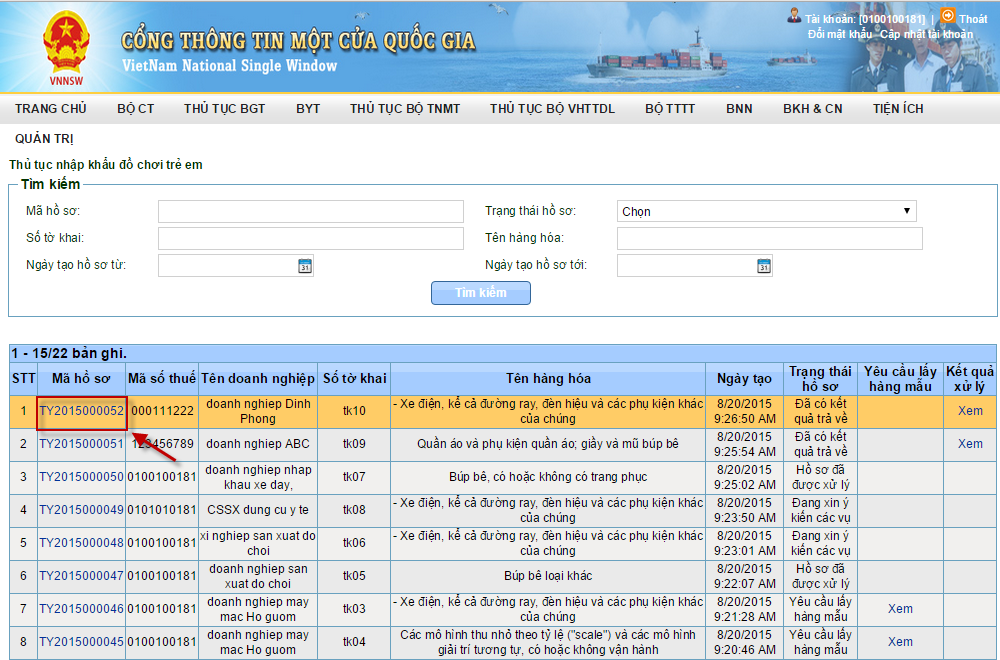 Tài khoản: [0100100181] | Thoát
Đổi mật khẩu Cập nhật tài khoản
CỔNG THÔNG TIN MỘT CỬA QUỐC GIA
VietNam National Single Window
VNNSW
TRANG CHỦ BỘ CT THỦ TỤC BGT BYT THỦ TỤC BỘ TNMT THỦ TỤC BỘ VHTTDL BỘ TTTT BNN BKH & CN TIỆN ÍCH
QUẢN TRỊ
Thủ tục nhập khẩu đồ chơi trẻ em
Tìm kiếm
Mã hồ sơ: Trạng thái hồ sơ: Chọn
Số tờ khai: Tên hàng hóa:
Ngày tạo hồ sơ từ: 31 Ngày tạo hồ sơ tới: 31
Tìm kiếm
1 - 15/22 bản ghi.
STT Mã hồ sơ Mã số thuế Tên doanh nghiệp Số tờ khai Tên hàng hóa Ngày tạo Trạng thái hồ sơ Yêu cầu lấy hàng mẫu Kết quả xử lý
1 TY2015000052 000111222 doanh nghiep Dinh Phong tk10 - Xe điện, kể cả đường ray, đèn hiệu và các phụ kiện khác của chúng 8/20/2015 9:26:50 AM Đã có kết quả trả về Xem
2 TY2015000051 123456789 doanh nghiep ABC tk09 Quần áo và phụ kiện quần áo; giầy và mũ búp bê 8/20/2015 9:25:54 AM Đã có kết quả trả về Xem
3 TY2015000050 0100100181 doanh nghiep nhap khau xe day, tk07 Búp bê, có hoặc không có trang phục 8/20/2015 9:25:02 AM Hồ sơ đã được xử lý
4 TY2015000049 0101010181 CSSX dung cu y te tk08 - Xe điện, kể cả đường ray, đèn hiệu và các phụ kiện khác của chúng 8/20/2015 9:23:50 AM Đang xin ý kiến các vụ
5 TY2015000048 0100100181 xi nghiep san xuat do choi tk06 - Xe điện, kể cả đường ray, đèn hiệu và các phụ kiện khác của chúng 8/20/2015 9:23:01 AM Đang xin ý kiến các vụ
6 TY2015000047 0100100181 doanh nghiep san xuat do choi tk05 Búp bê loại khác 8/20/2015 9:22:07 AM Hồ sơ đã được xử lý
7 TY2015000046 0100100181 doanh nghiep may mac Ho guom tk03 - Xe điện, kể cả đường ray, đèn hiệu và các phụ kiện khác của chúng 8/20/2015 9:21:28 AM Yêu cầu lấy hàng mẫu Xem
8 TY2015000045 0100100181 doanh nghiep may mac Ho guom tk04 Các mô hình thu nhỏ theo tỷ lệ ("scale") và các mô hình giải trí tương tự, có hoặc không vận hành 8/20/2015 9:20:46 AM Yêu cầu lấy hàng mẫu Xem